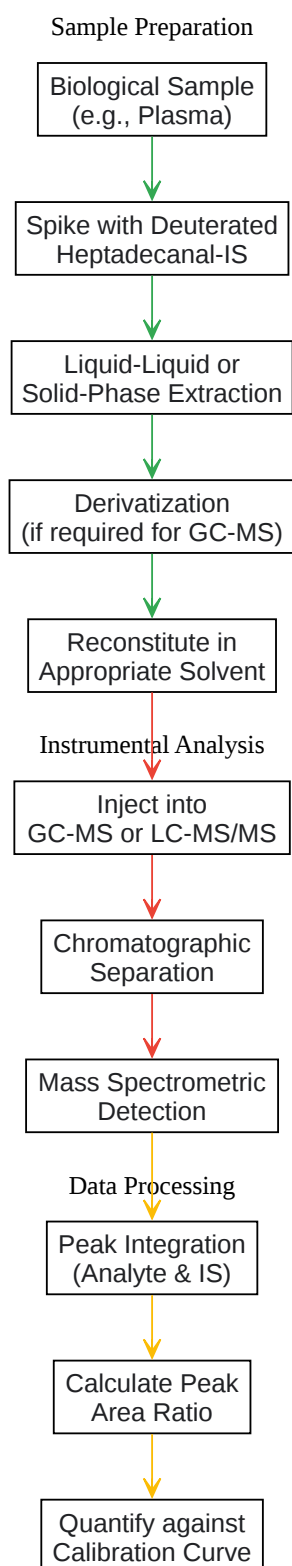 Sample Preparation
Biological Sample
(e.g., Plasma)
Spike with Deuterated
Heptadecanal-IS
Liquid-Liquid or
Solid-Phase Extraction
Derivatization
(if required for GC-MS)
Reconstitute in
Appropriate Solvent
Instrumental Analysis
Inject into
GC-MS or LC-MS/MS
Chromatographic
Separation
Mass Spectrometric
Detection
Data Processing
Peak Integration
(Analyte & IS)
Calculate Peak
Area Ratio
Quantify against
Calibration Curve